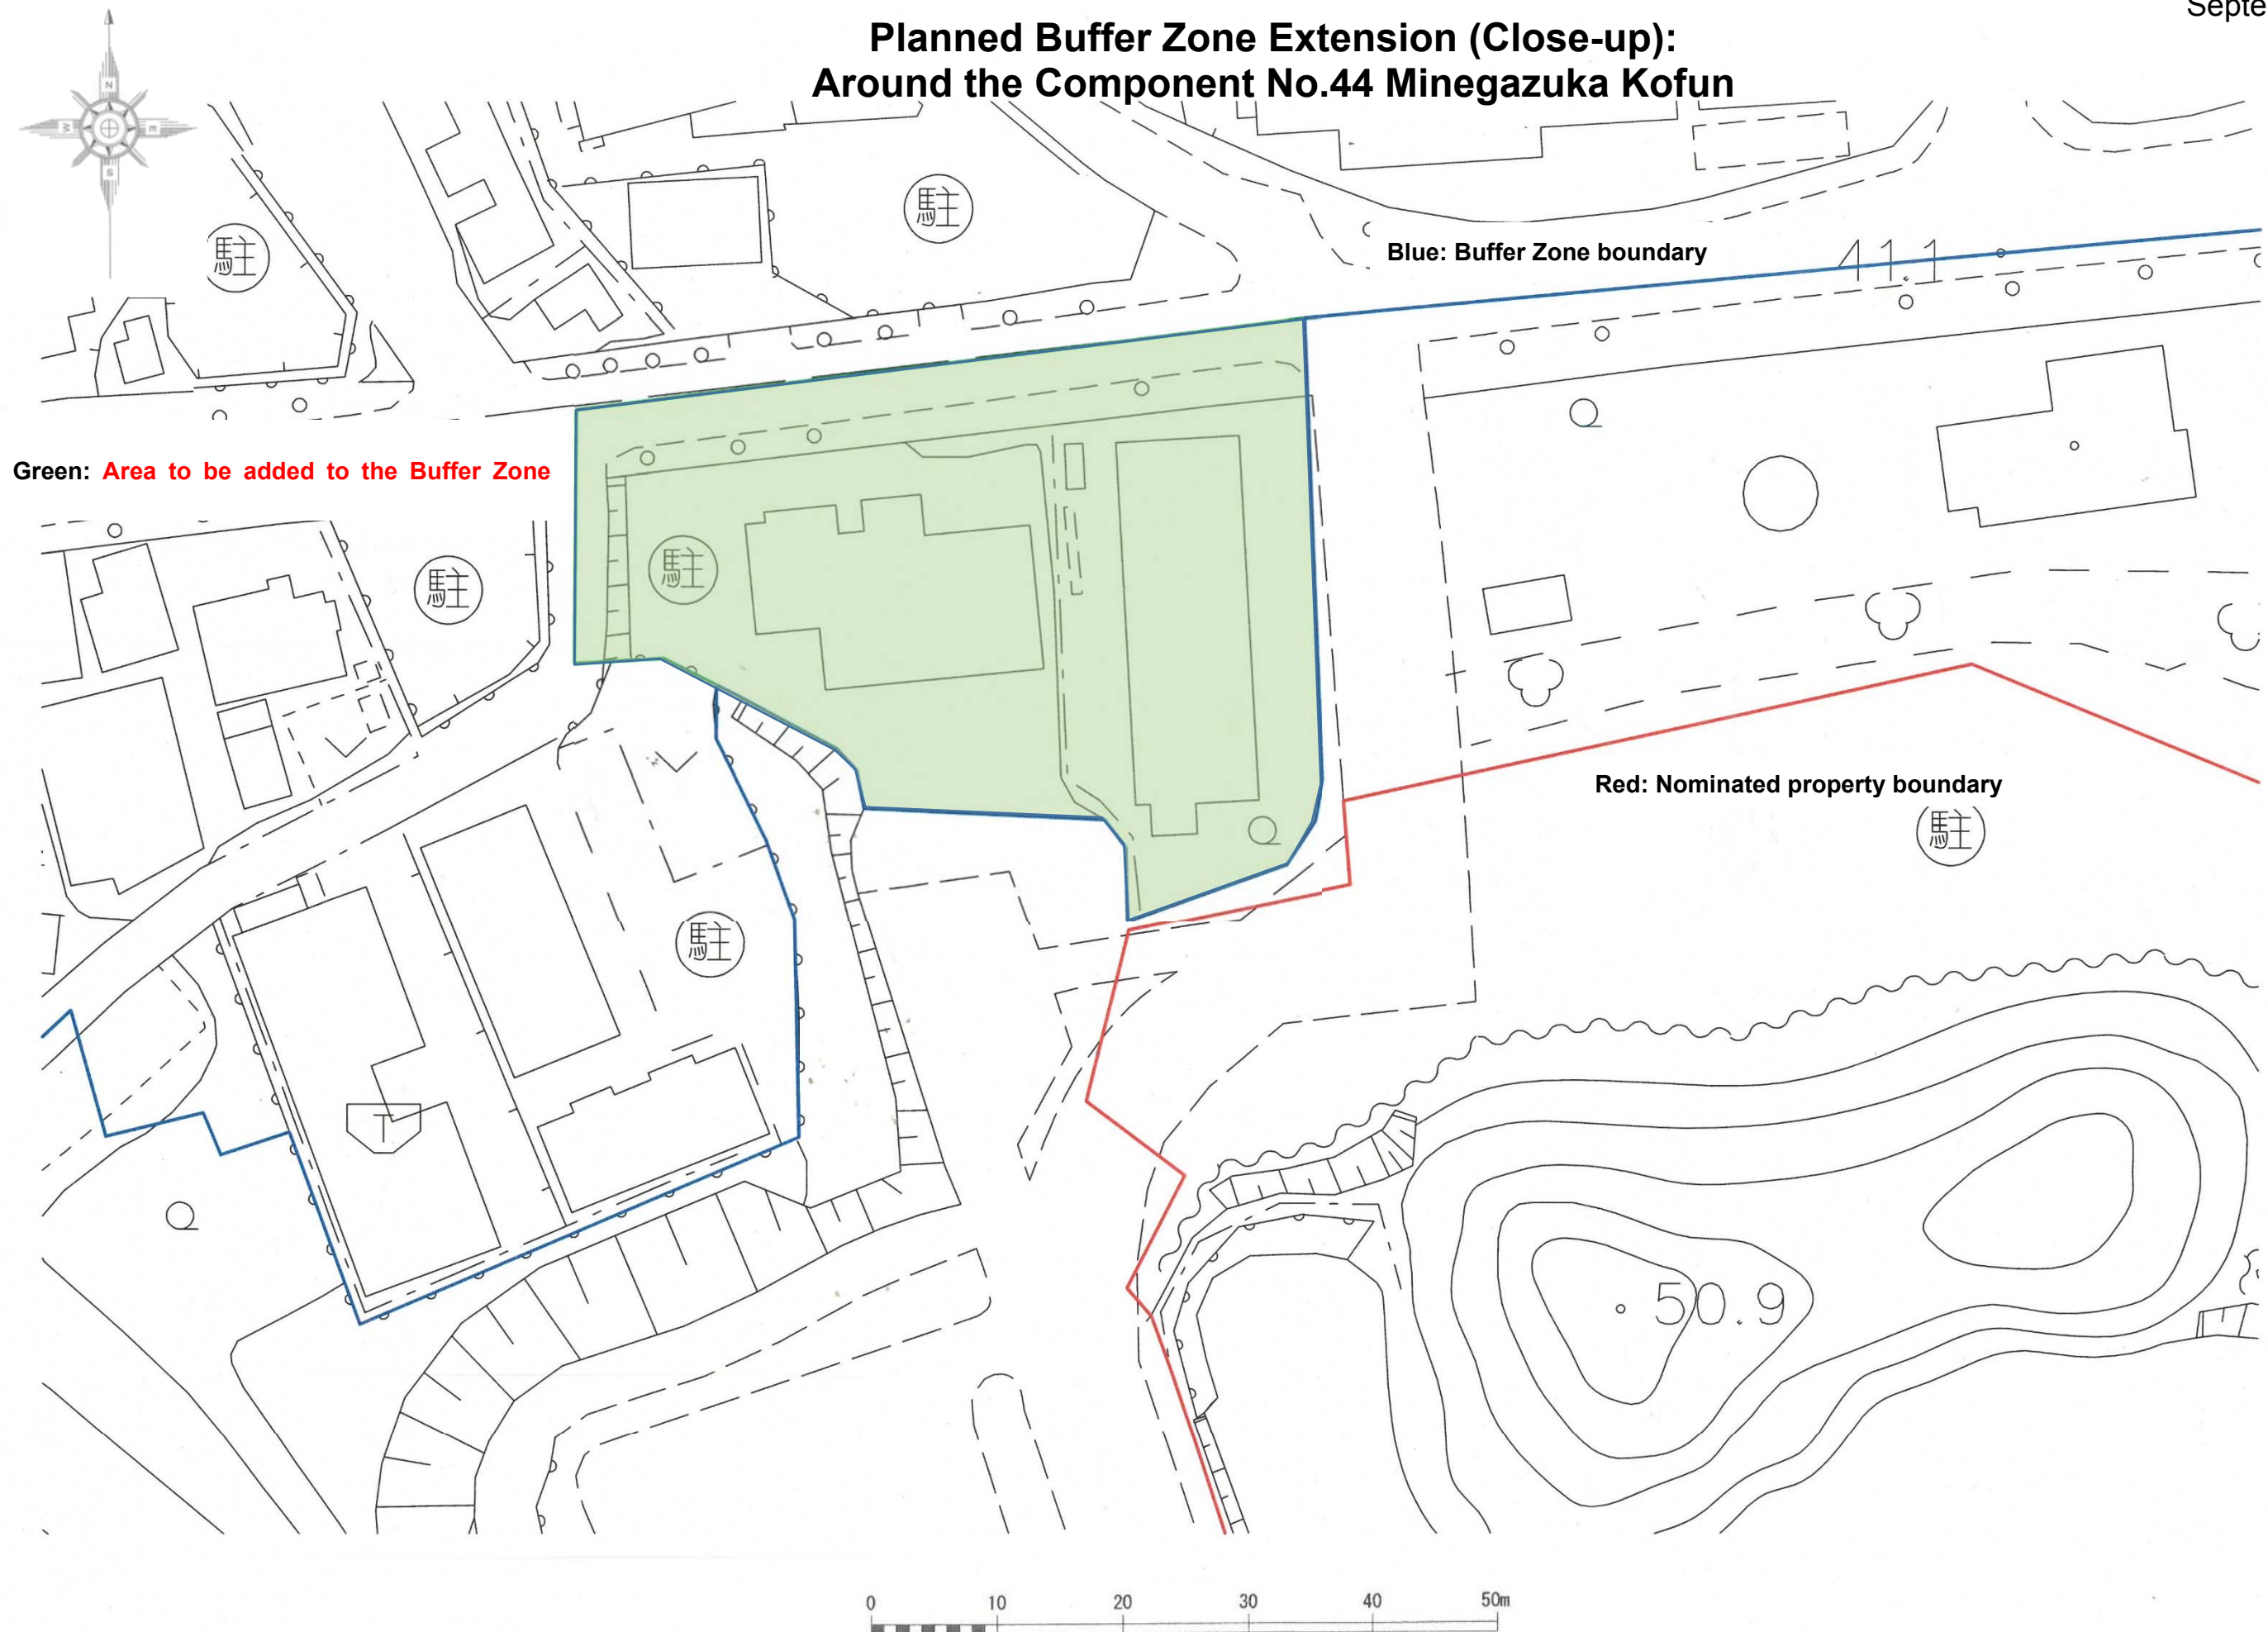 Septe
Planned Buffer Zone Extension (Close-up):
Around the Component No.44 Minegazuka Kofun
N
W
E
S
駐
駐
Blue: Buffer Zone boundary
41.1
Green: Area to be added to the Buffer Zone
駐
駐
Red: Nominated property boundary
駐
駐
50.9
0 10 20 30 40 50m